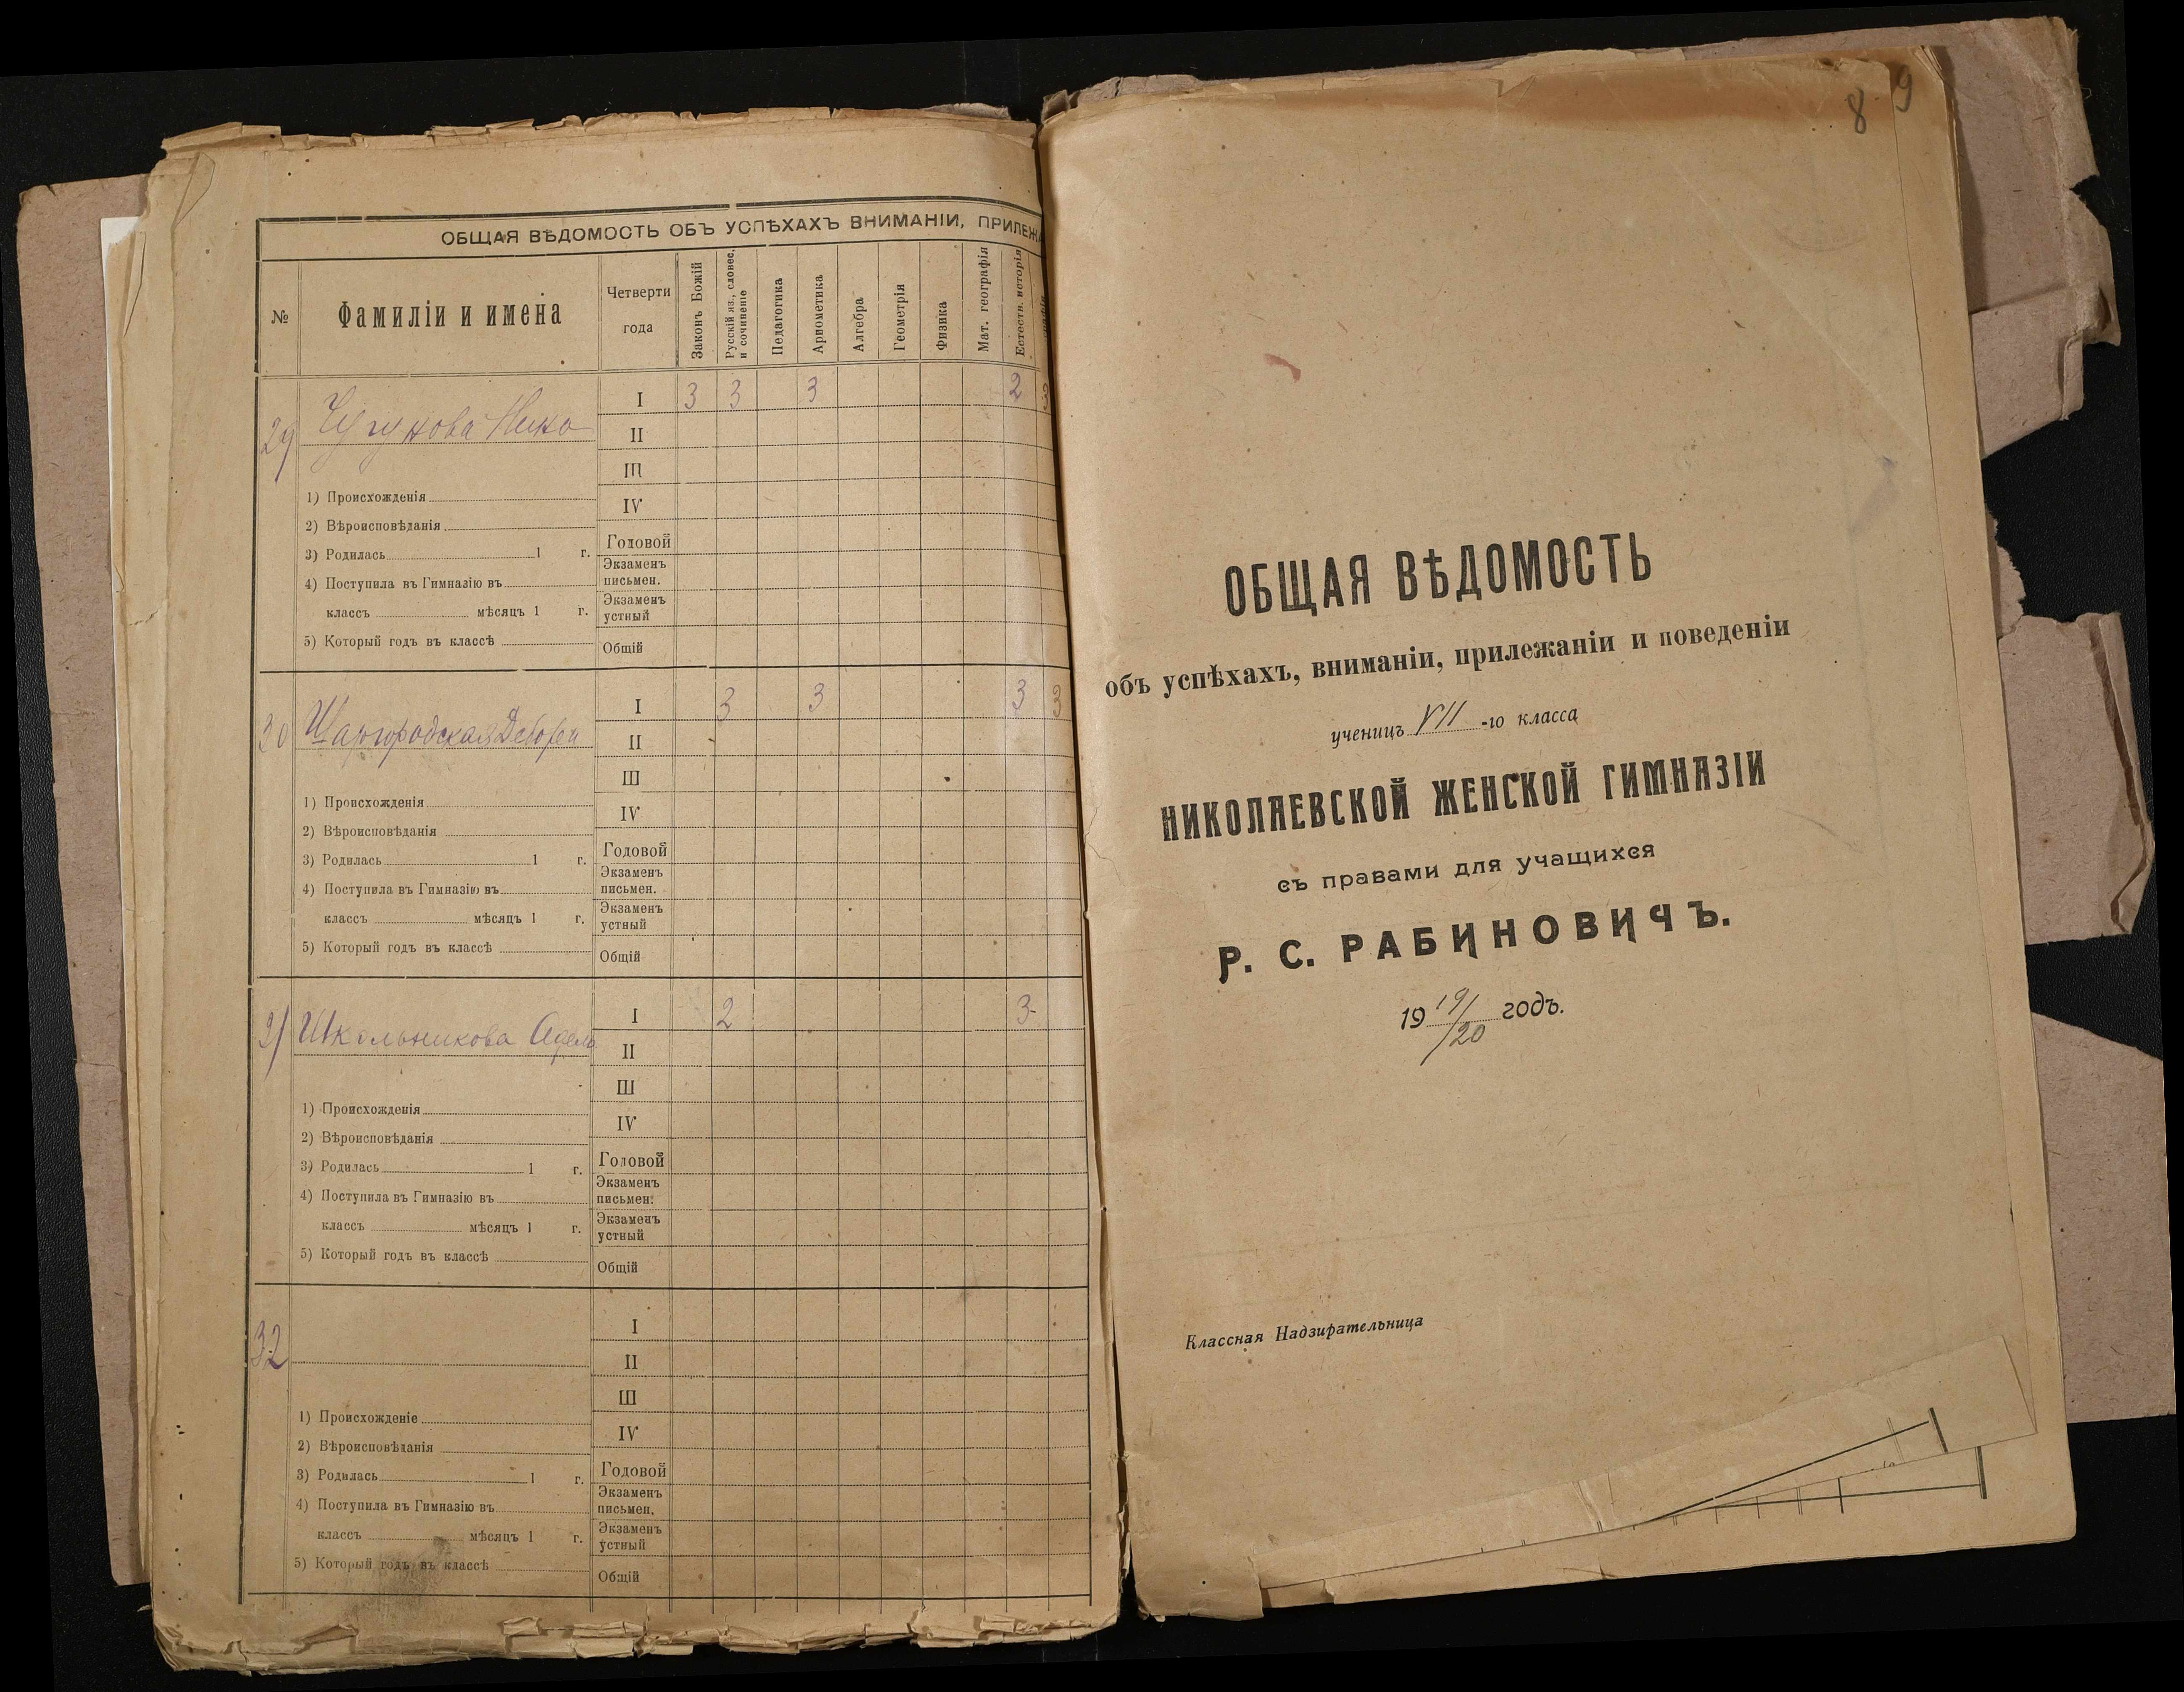 ОБЩАЯ ВѢДОМОСТЬ ОБЪ УСПѢХАХЪ ВНИМАНІИ, ПРИЛЕЖА
№
Фамиліи и имена
Четверти года
Законъ Божій
Русскій яз., словес. и сочиненіе
Педагогика
Ариѳметика
Алгебра
Геометрія
Физика
Мат. географія
Естеств. исторія
29 Чугунова Нина
I 3 3 3 2 3
II
III
1) Происхожденія
IV
2) Вѣроисповѣданія
3) Родилась 1 г.
Годовой
4) Поступила въ Гимназію въ
Экзаменъ письмен.
классъ мѣсяцъ 1 г.
Экзаменъ устный
5) Который годъ въ классѣ
Общій
30 Шаргородская
I 3 3 3 3
II
III
1) Происхожденія
IV
2) Вѣроисповѣданія
3) Родилась 1 г.
Годовой
4) Поступила въ Гимназію въ
Экзаменъ письмен.
классъ мѣсяцъ 1 г.
Экзаменъ устный
5) Который годъ въ классѣ
Общій
31 Школьникова Адель
I 2 3-
II
III
1) Происхожденія
IV
2) Вѣроисповѣданія
3) Родилась 1 г.
Годовой
4) Поступила въ Гимназію въ
Экзаменъ письмен.
классъ мѣсяцъ 1 г.
Экзаменъ устный
5) Который годъ въ классѣ
Общій
32
I
II
III
1) Происхожденіе
IV
2) Вѣроисповѣданія
3) Родилась 1 г.
Годовой
4) Поступила въ Гимназію въ
Экзаменъ письмен.
классъ мѣсяцъ 1 г.
Экзаменъ устный
5) Который годъ въ классѣ
Общій
8 9
ОБЩАЯ ВѢДОМОСТЬ
объ успѣхахъ, вниманіи, прилежаніи и поведеніи
ученицъ VII -го класса
НИКОЛАЕВСКОЙ ЖЕНСКОЙ ГИМНАЗІИ
съ правами для учащихся
Р. С. РАБИНОВИЧЪ.
19 19/20 годъ.
Классная Надзирательница